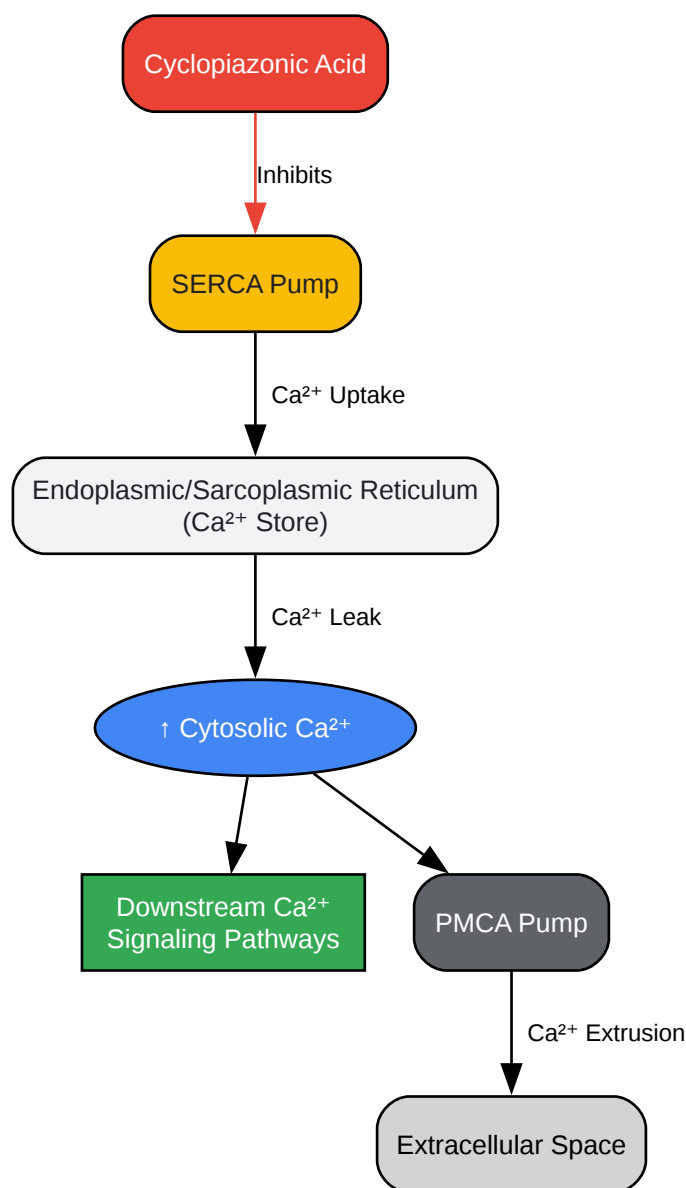 Cyclopiazonic Acid
Inhibits
SERCA Pump
Ca²⁺ Uptake
Endoplasmic/Sarcoplasmic Reticulum
(Ca²⁺ Store)
Ca²⁺ Leak
↑ Cytosolic Ca²⁺
Downstream Ca²⁺
Signaling Pathways
PMCA Pump
Ca²⁺ Extrusion
Extracellular Space